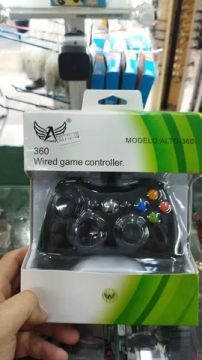 MODELO:ALTO-360
360
Wired game controller.